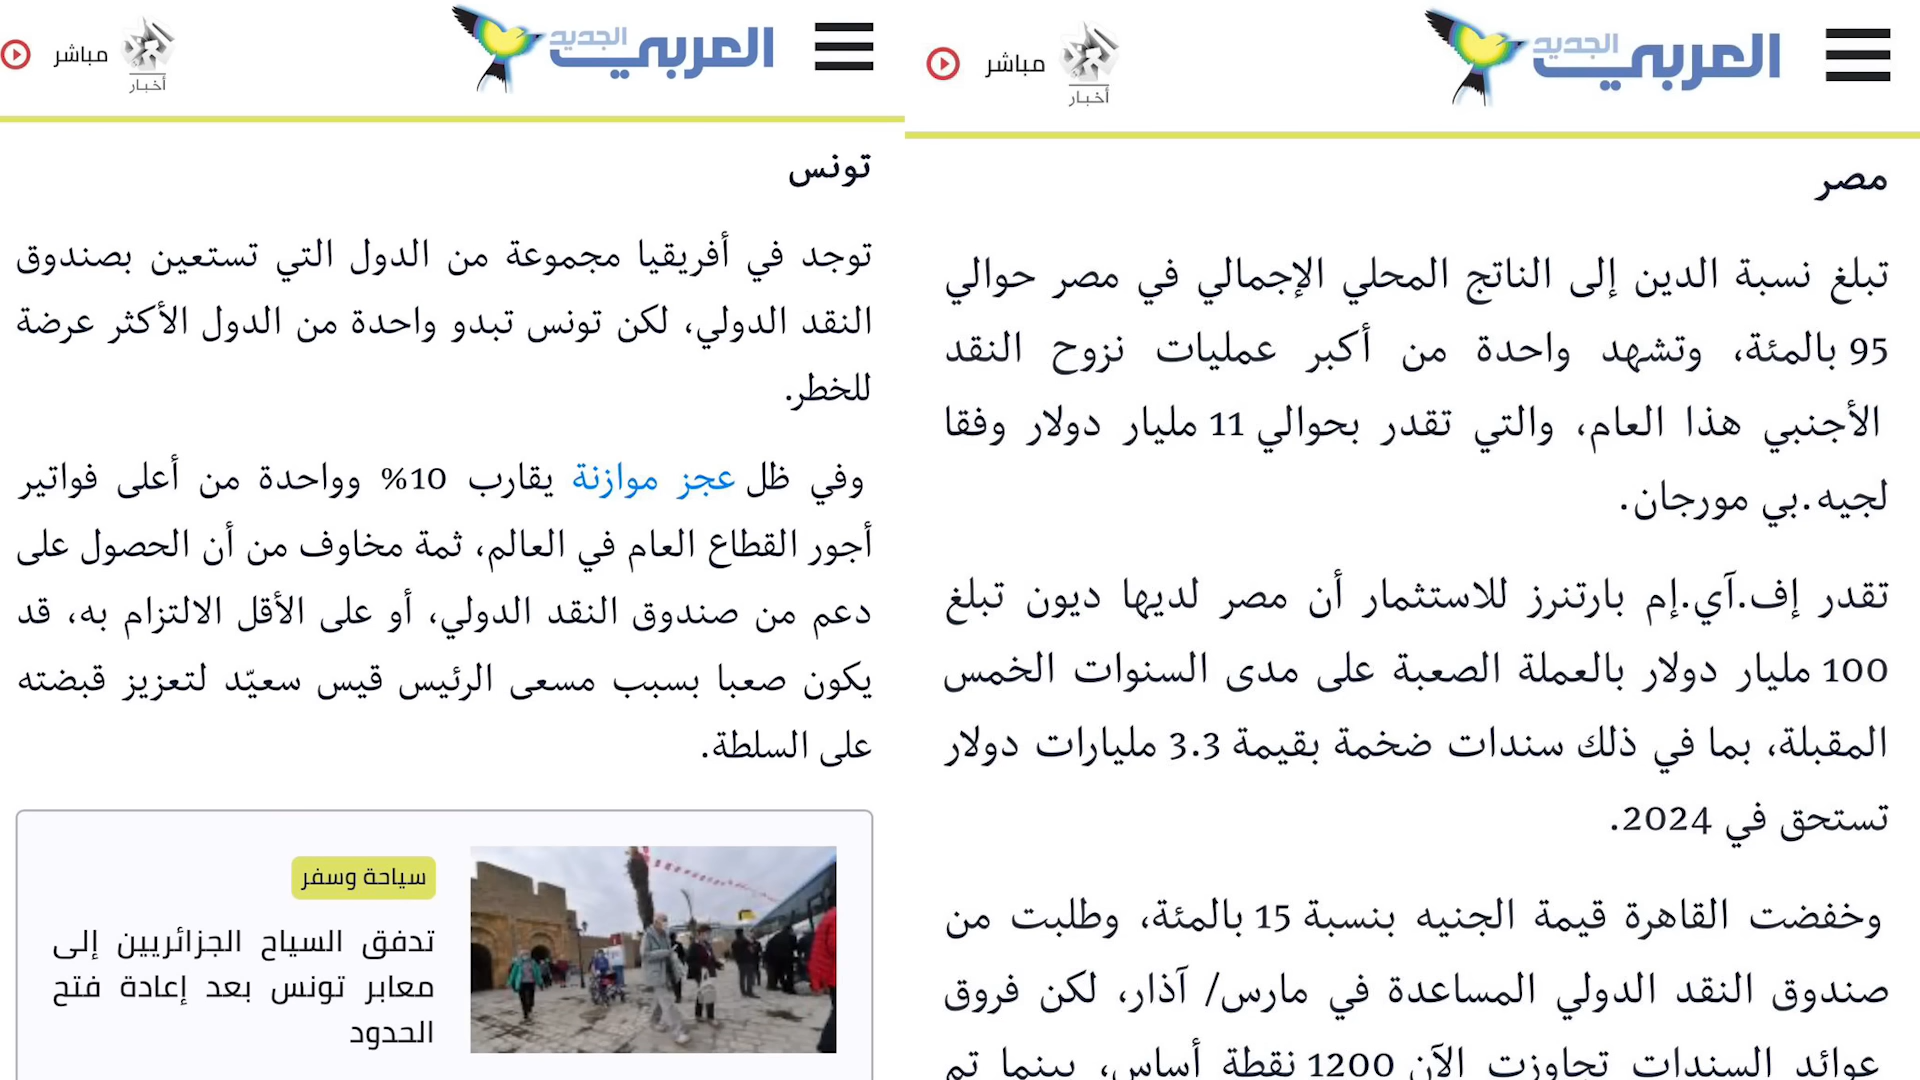 العربي الجديد
أخبار
مباشر
مصر
تبلغ نسبة الدين إلى الناتج المحلي الإجمالي في مصر حوالي
95 بالمئة، وتشهد واحدة من أكبر عمليات نزوح النقد
الأجنبي هذا العام، والتي تقدر بحوالي 11 مليار دولار وفقا
لجيه.بي مورجان.
تقدر إف.آي.إم بارتنرز للاستثمار أن مصر لديها ديون تبلغ
100 مليار دولار بالعملة الصعبة على مدى السنوات الخمس
المقبلة، بما في ذلك سندات ضخمة بقيمة 3.3 مليارات دولار
تستحق في 2024.
وخفضت القاهرة قيمة الجنيه بنسبة 15 بالمئة، وطلبت من
صندوق النقد الدولي المساعدة في مارس/ آذار، لكن فروق
عوائد السندات تجاوزت الآن 1200 نقطة أساس، بينما تم
العربي الجديد
أخبار
مباشر
تونس
توجد في أفريقيا مجموعة من الدول التي تستعين بصندوق
النقد الدولي، لكن تونس تبدو واحدة من الدول الأكثر عرضة
للخطر.
وفي ظل عجز موازنة يقارب 10% وواحدة من أعلى فواتير
أجور القطاع العام في العالم، ثمة مخاوف من أن الحصول على
دعم من صندوق النقد الدولي، أو على الأقل الالتزام به، قد
يكون صعبا بسبب مسعى الرئيس قيس سعيّد لتعزيز قبضته
على السلطة.
سياحة وسفر
تدفق السياح الجزائريين إلى
معابر تونس بعد إعادة فتح
الحدود